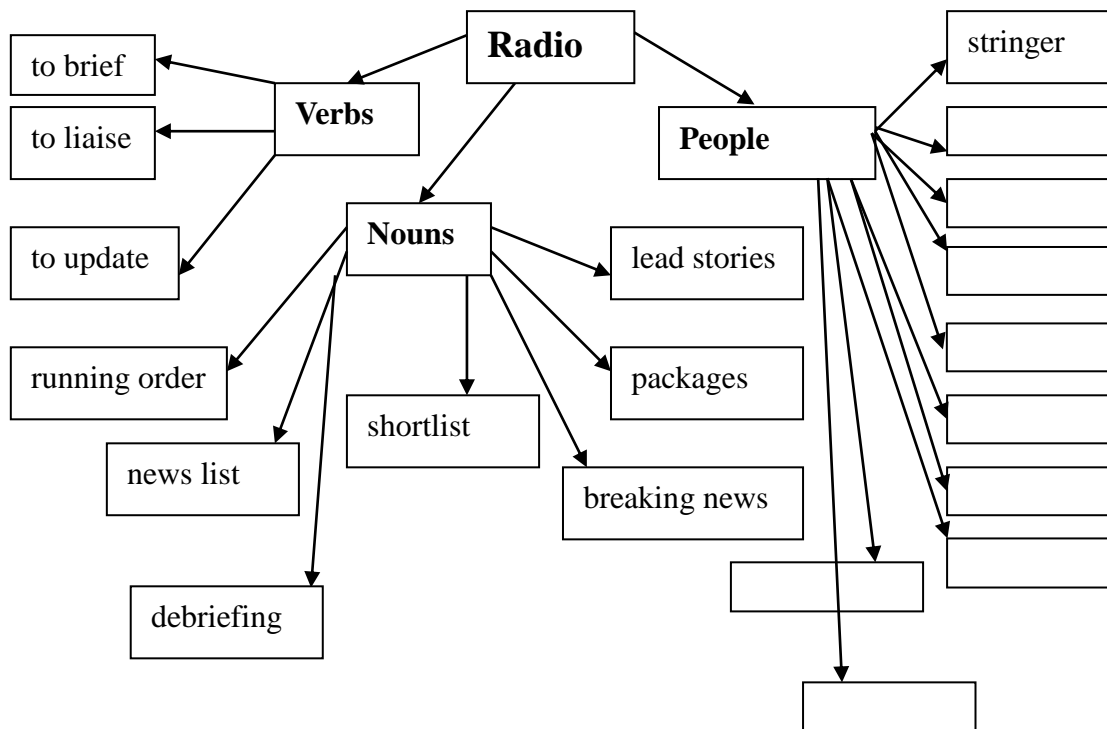 Radio
stringer
to brief
Verbs
to liaise
People
Nouns
to update
lead stories
running order
packages
shortlist
news list
breaking news
debriefing